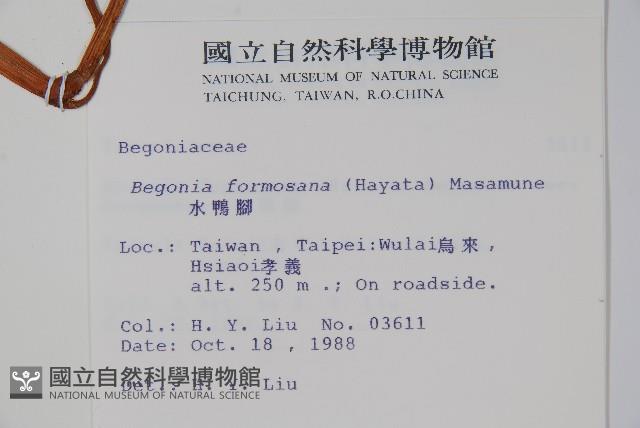 國立自然科學博物館
NATIONAL MUSEUM OF NATURAL SCIENCE
TAICHUNG, TAIWAN, R.O.CHINA
Begoniaceae
Begonia formosana (Hayata) Masamune
水鴨腳
Loc.: Taiwan , Taipei:Wulai烏來 ,
Hsiaoi孝義
alt. 250 m .; On roadside.
Col.: H. Y. Liu No. 03611
Date: Oct. 18 , 1988
Det.: H. Y. Liu
國立自然科學博物館
NATIONAL MUSEUM OF NATURAL SCIENCE